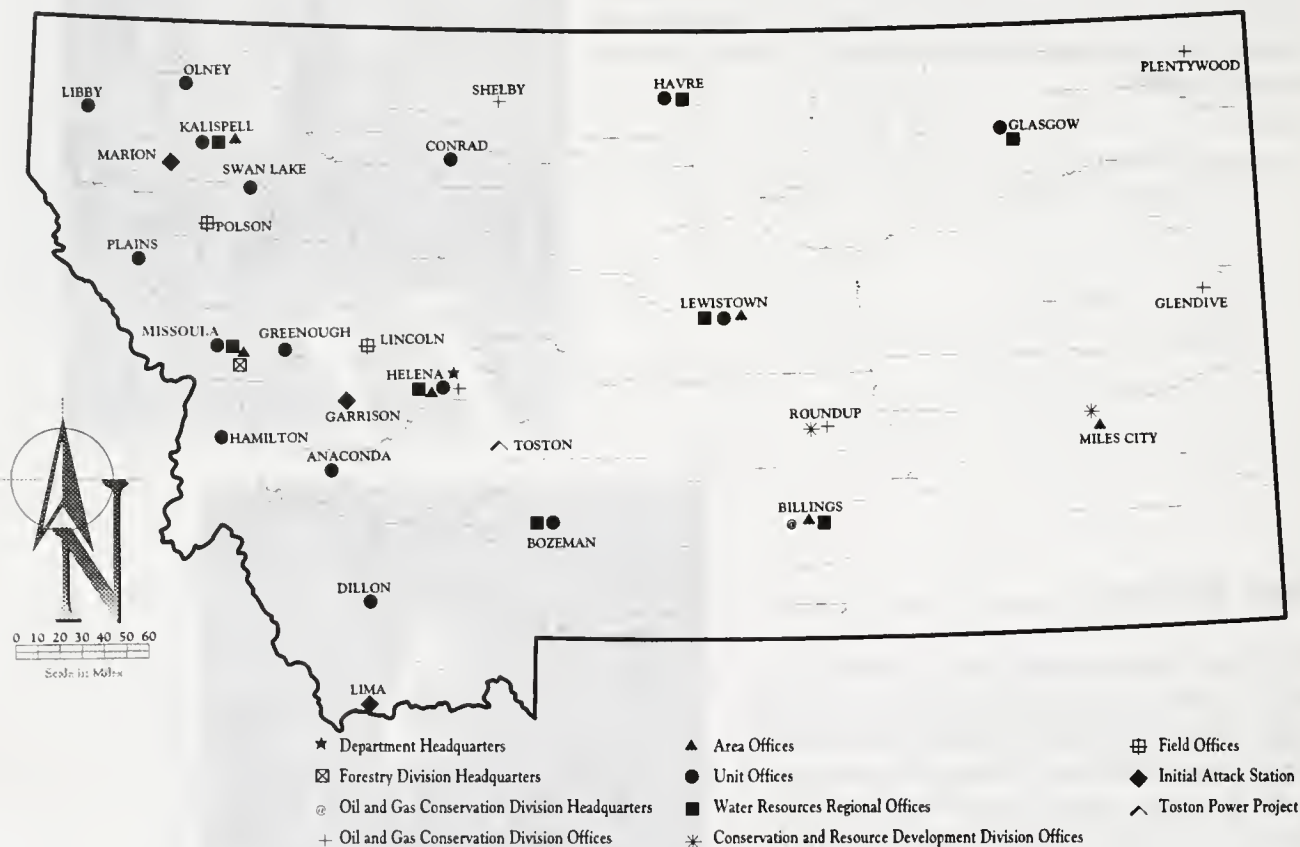 PLENTYWOOD
OLNEY
LIBBY
SHELBY
HAVRE
KALISPELL
GLASGOW
CONRAD
MARION
SWAN LAKE
POLSON
PLAINS
GLENDIVE
LEWISTOWN
MISSOULA
GREENOUGH
LINCOLN
HELENA
GARRISON
ROUNDUP
HAMILTON
TOSTON
MILES CITY
ANACONDA
N
BILLINGS
BOZEMAN
DILLON
0 10 20 30 40 50 60
Scale in Miles
LIMA
Department Headquarters
Forestry Division Headquarters
@ Oil and Gas Conservation Division Headquarters
+ Oil and Gas Conservation Division Offices
Area Offices
Unit Offices
Water Resources Regional Offices
Conservation and Resource Development Division Offices
Field Offices
Initial Attack Station
Toston Power Project